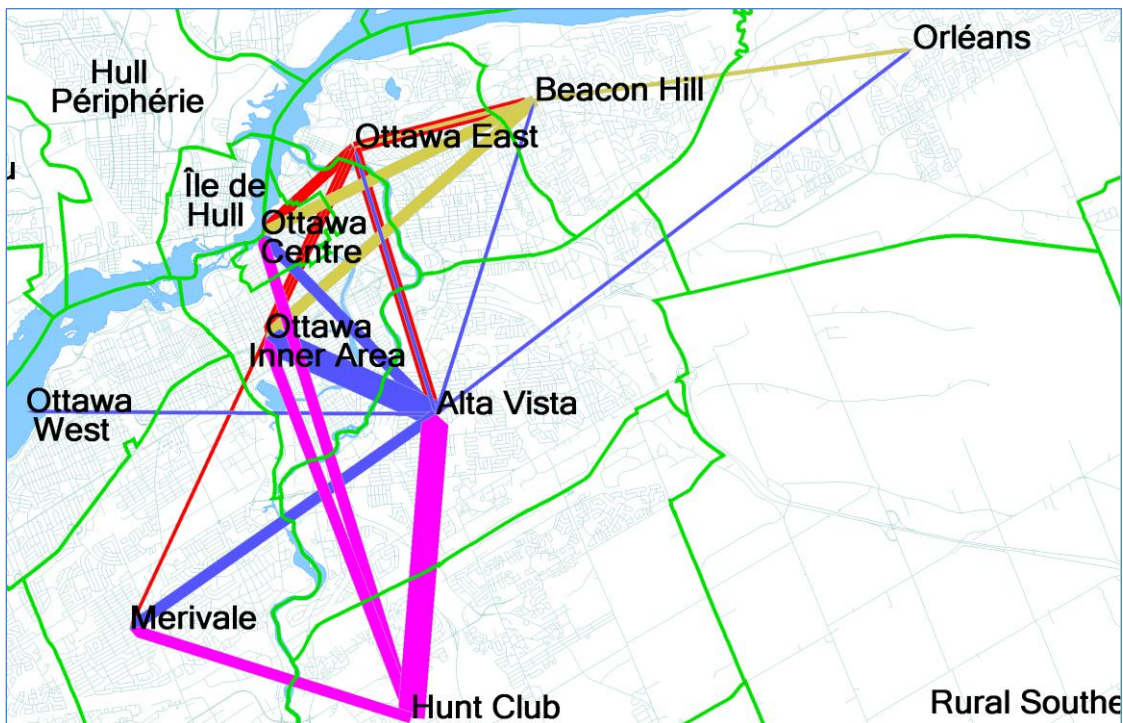 Orléans
Hull
Périphérie
Beacon Hill
Ottawa East
Île de
Hull
Ottawa
Centre
Ottawa
Inner Area
Ottawa
West
Alta Vista
Merivale
Hunt Club
Rural Southe